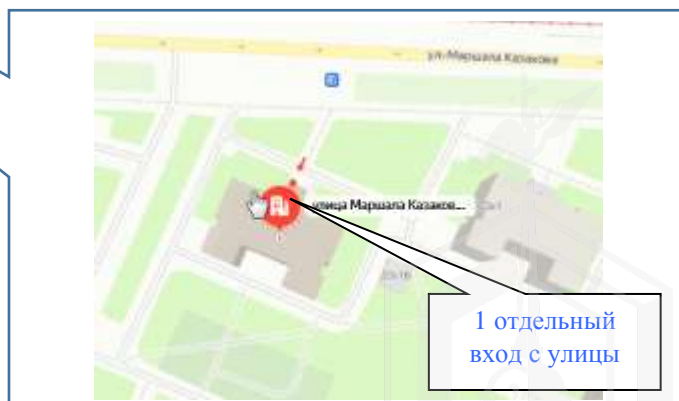 ул. Маршала Казакова
улица Маршала Казаков...
1 отдельный
вход с улицы